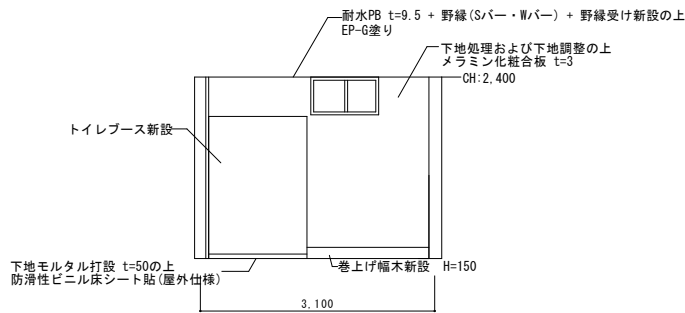 耐水PB t=9.5 + 野縁(Sバー・Wバー) + 野縁受け新設の上
EP-G塗り
下地処理および下地調整の上
メラミン化粧合板 t=3
CH:2,400
トイレブース新設
下地モルタル打設 t=50の上
防滑性ビニル床シート貼(屋外仕様)
巻上げ幅木新設 H=150
3,100